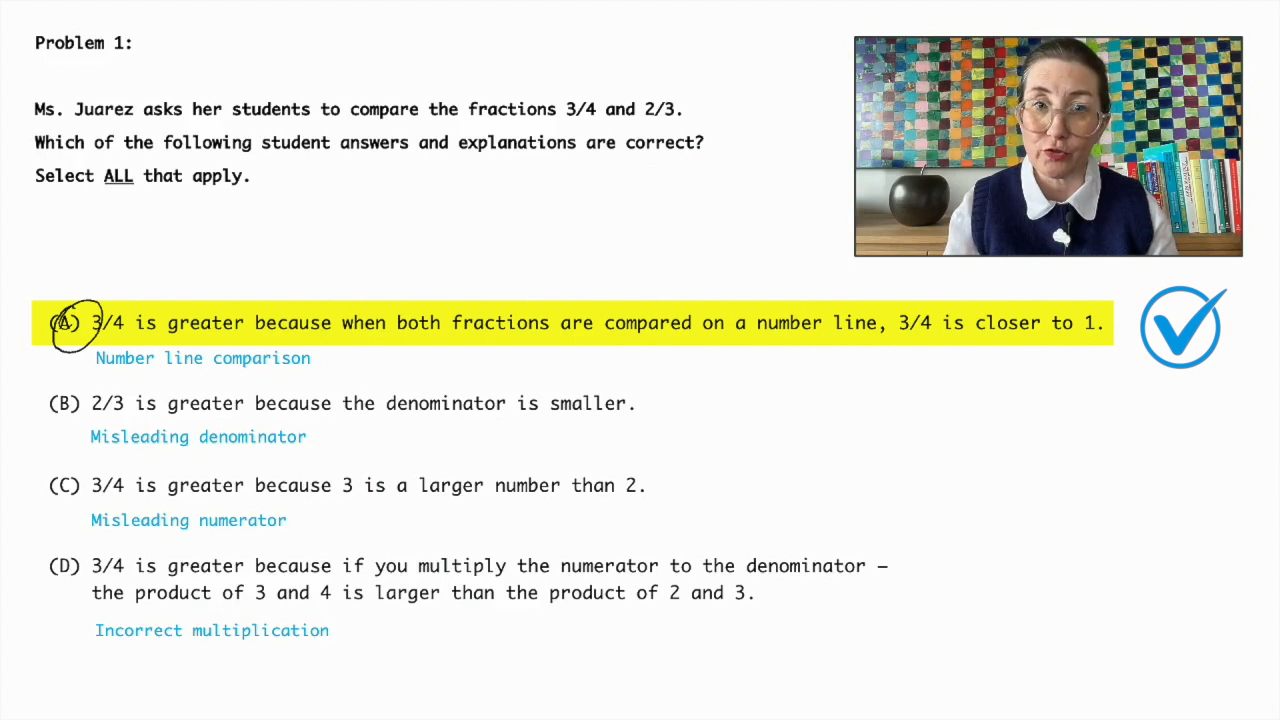 Problem 1:
Ms. Juarez asks her students to compare the fractions 3/4 and 2/3.
Which of the following student answers and explanations are correct?
Select ALL that apply.
(A) 3/4 is greater because when both fractions are compared on a number line, 3/4 is closer to 1.
Number line comparison
(B) 2/3 is greater because the denominator is smaller.
Misleading denominator
(C) 3/4 is greater because 3 is a larger number than 2.
Misleading numerator
(D) 3/4 is greater because if you multiply the numerator to the denominator –
the product of 3 and 4 is larger than the product of 2 and 3.
Incorrect multiplication